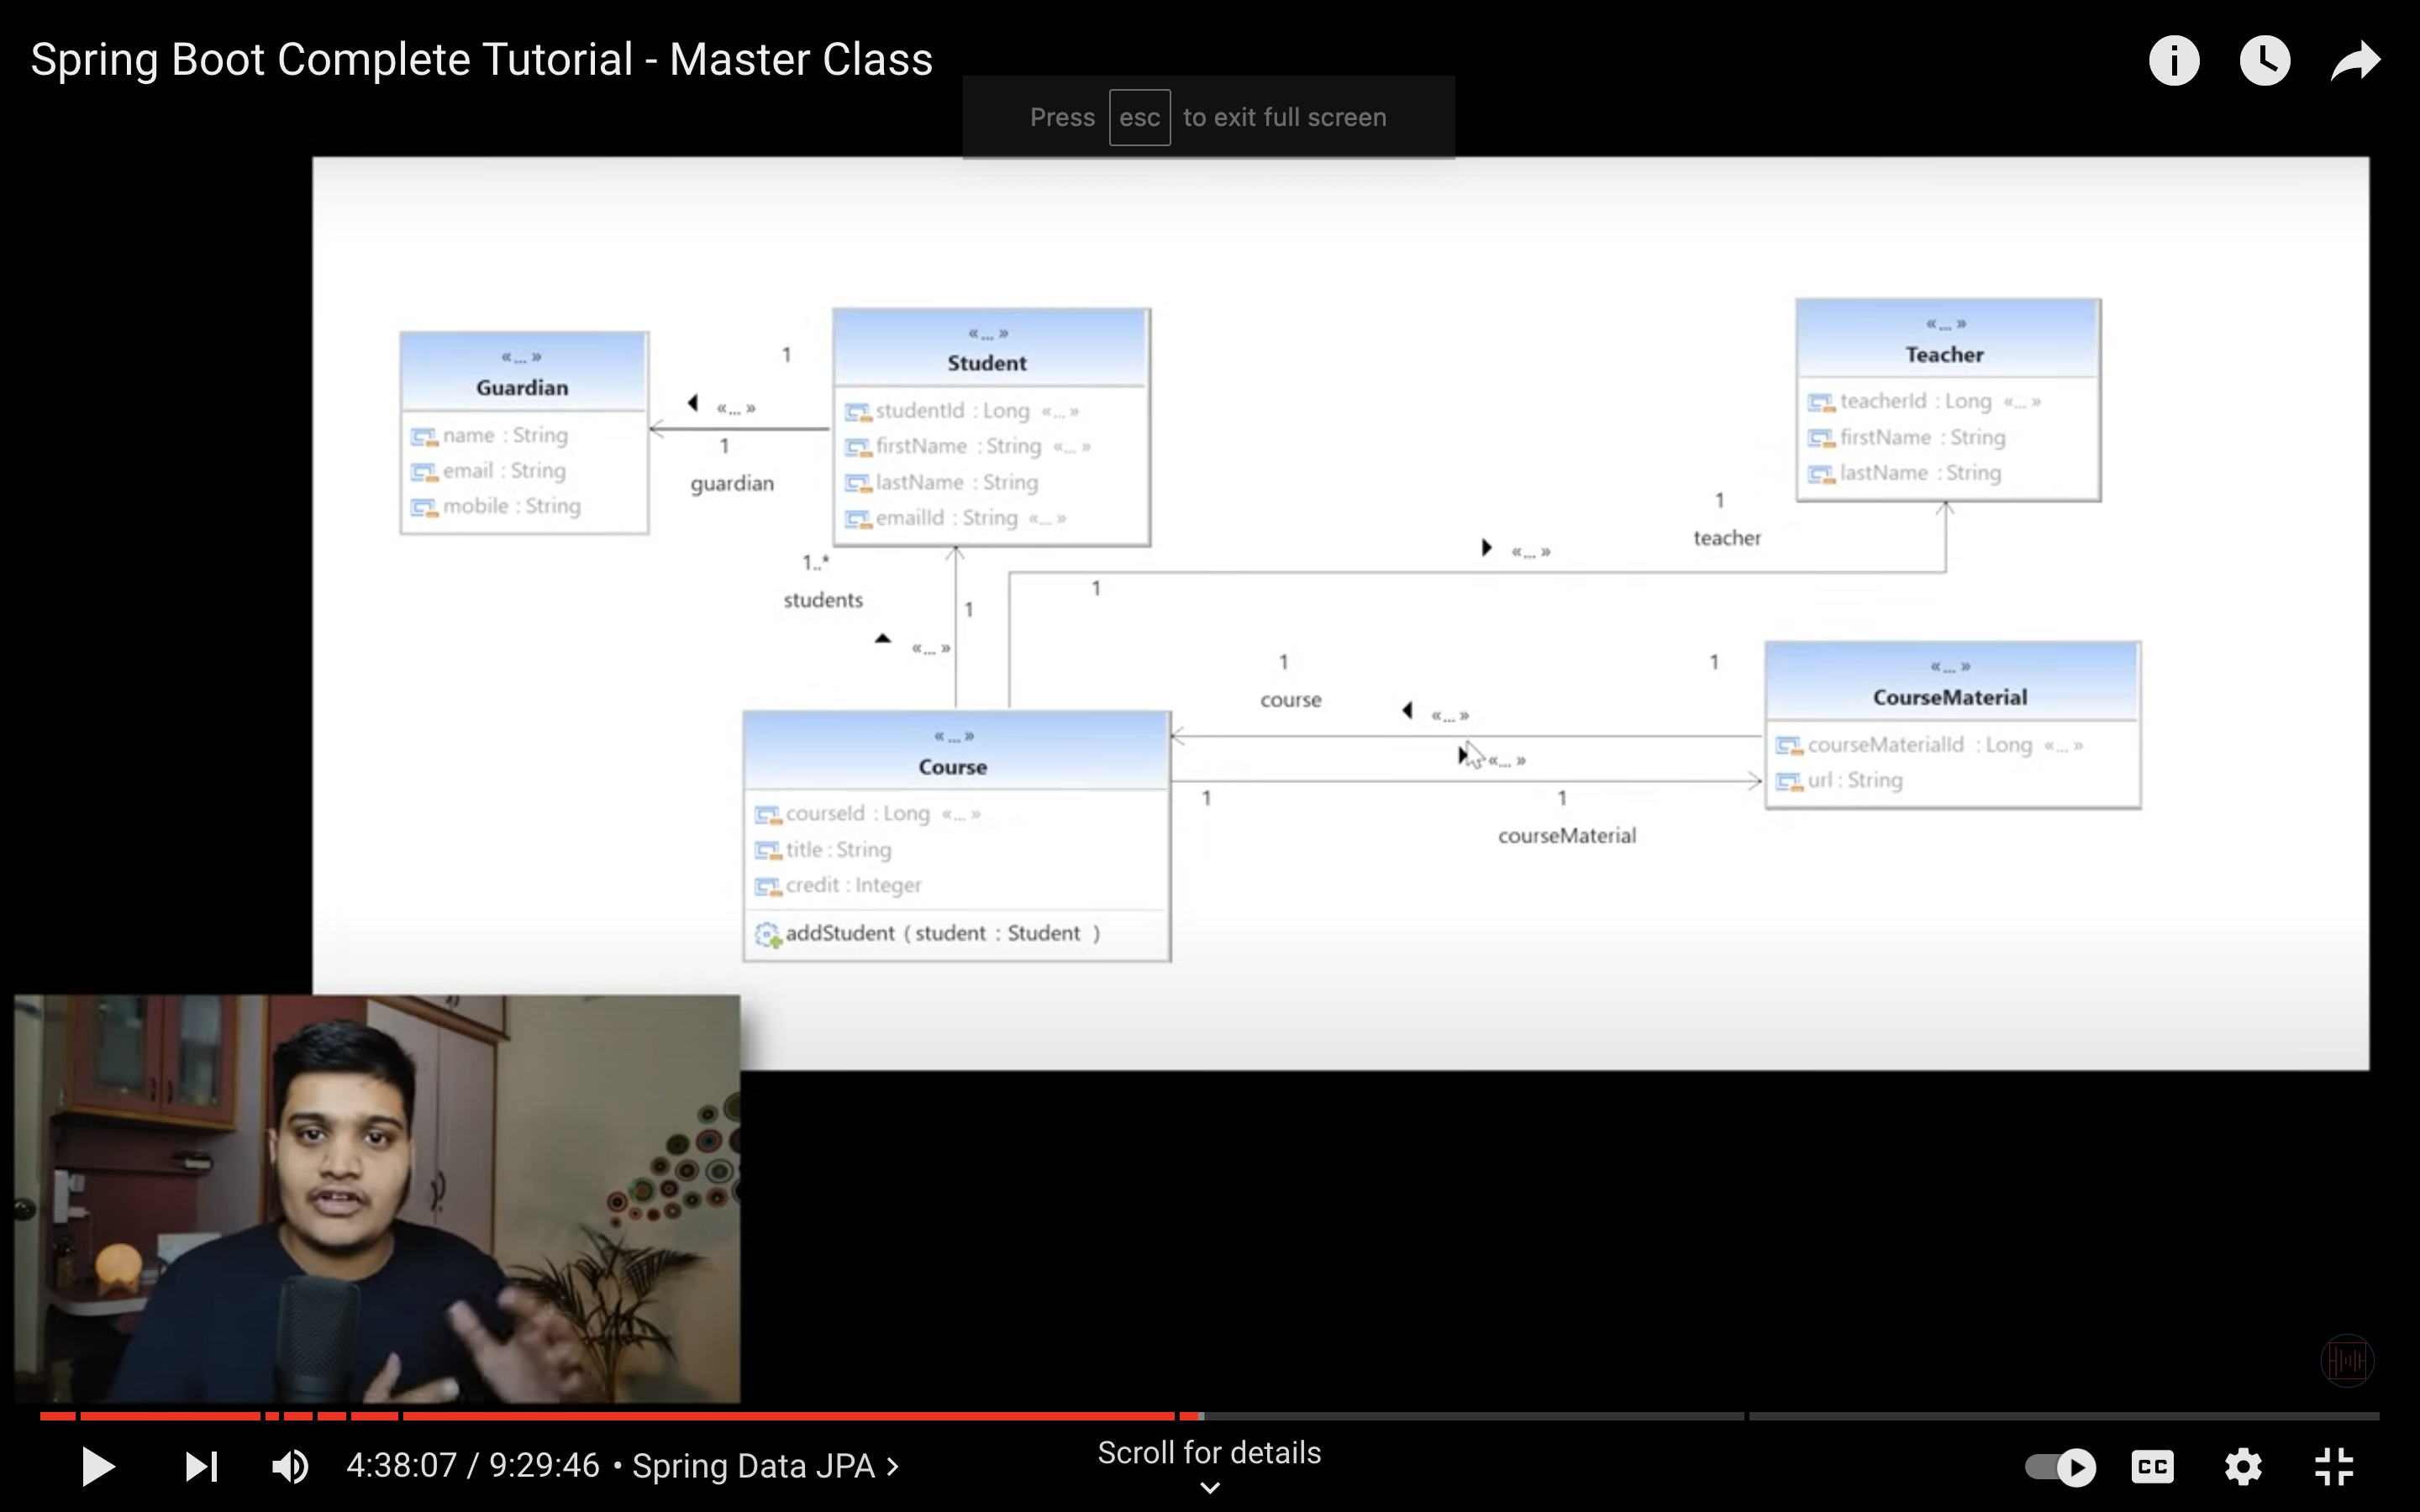 Spring Boot Complete Tutorial - Master Class
Press esc to exit full screen
«... »
Guardian
name : String
email : String
mobile : String
1
«... »
1
guardian
«... »
Student
studentId : Long «... »
firstName : String «... »
lastName : String
emailId : String «... »
«... »
Teacher
teacherId : Long «... »
firstName : String
lastName : String
1
teacher
«... »
1
1..*
students
1
«... »
1
course
«... »
1
«... »
1
1
courseMaterial
«... »
CourseMaterial
courseMaterialId : Long «... »
url : String
«... »
Course
courseId : Long «... »
title : String
credit : Integer
addStudent ( student : Student )
4:38:07 / 9:29:46 • Spring Data JPA >
Scroll for details
CC